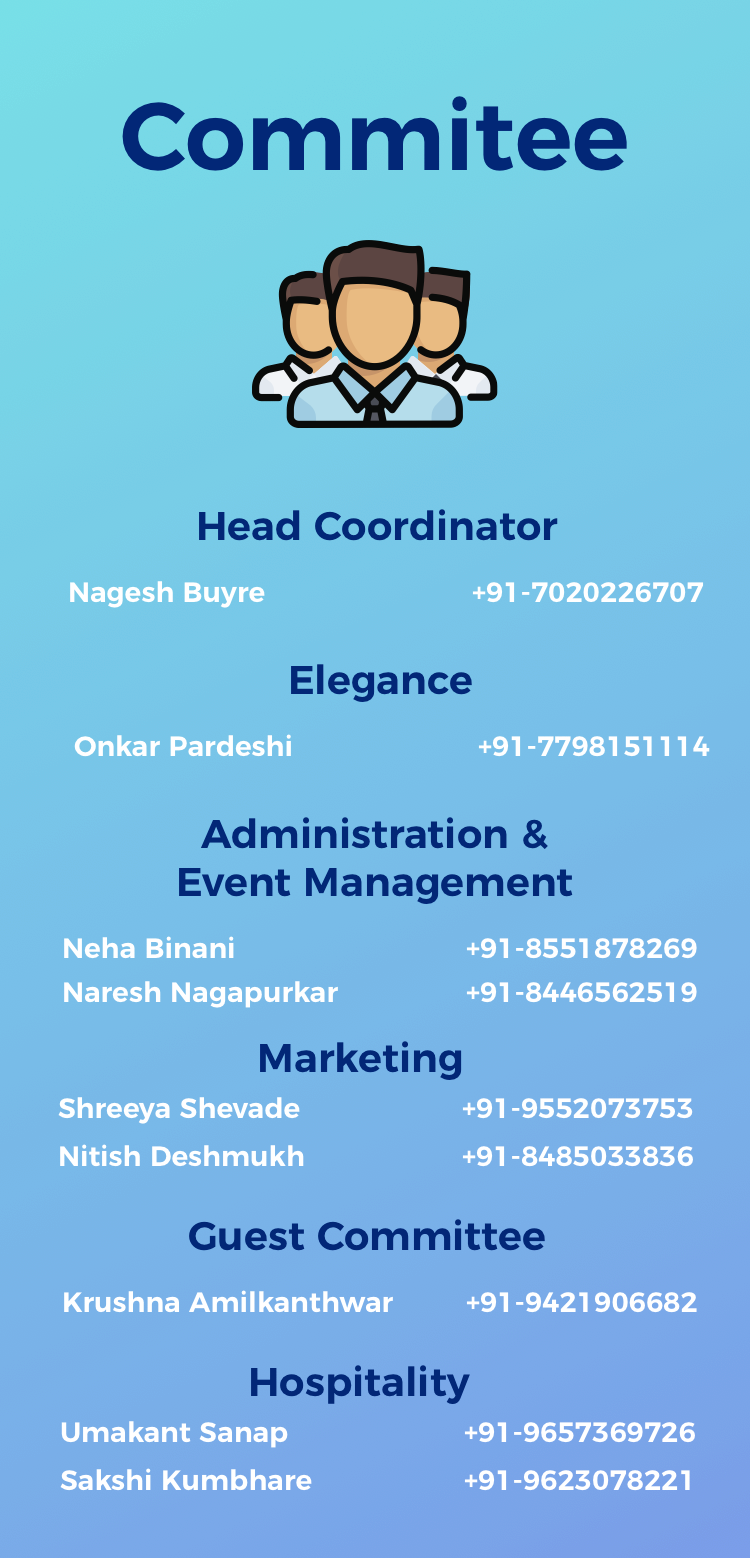 Commitee
Head Coordinator
Nagesh Buyre +91-7020226707
Elegance
Onkar Pardeshi +91-7798151114
Administration &
Event Management
Neha Binani +91-8551878269
Naresh Nagapurkar +91-8446562519
Marketing
Shreeya Shevade +91-9552073753
Nitish Deshmukh +91-8485033836
Guest Committee
Krushna Amilkanthwar +91-9421906682
Hospitality
Umakant Sanap +91-9657369726
Sakshi Kumbhare +91-9623078221